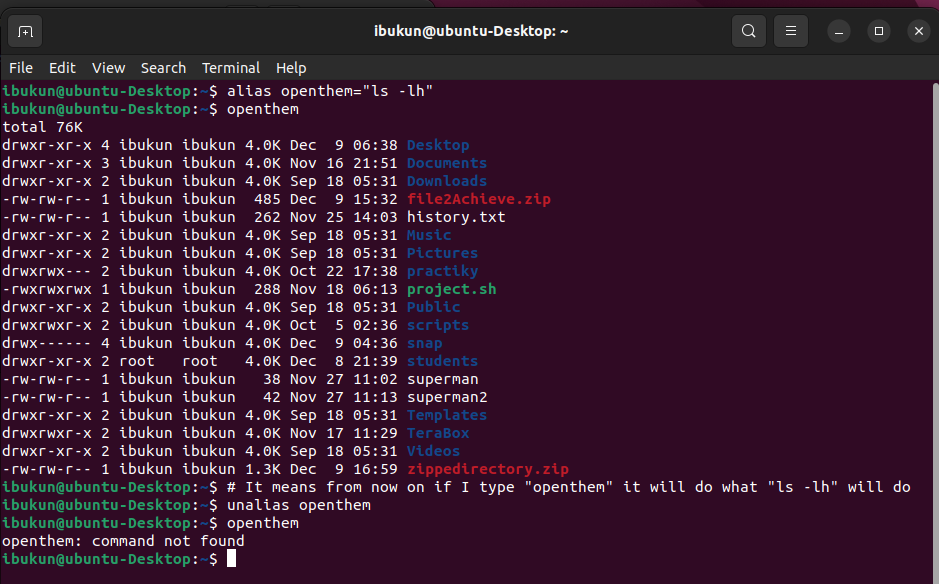 ibukun@ubuntu-Desktop: ~
File Edit View Search Terminal Help
ibukun@ubuntu-Desktop:~$ alias openthem="ls -lh"
ibukun@ubuntu-Desktop:~$ openthem
total 76K
drwxr-xr-x 4 ibukun ibukun 4.0K Dec  9 06:38 Desktop
drwxr-xr-x 3 ibukun ibukun 4.0K Nov 16 21:51 Documents
drwxr-xr-x 2 ibukun ibukun 4.0K Sep 18 05:31 Downloads
-rw-rw-r-- 1 ibukun ibukun  485 Dec  9 15:32 file2Achieve.zip
-rw-rw-r-- 1 ibukun ibukun  262 Nov 25 14:03 history.txt
drwxr-xr-x 2 ibukun ibukun 4.0K Sep 18 05:31 Music
drwxr-xr-x 2 ibukun ibukun 4.0K Sep 18 05:31 Pictures
drwxrwx--- 2 ibukun ibukun 4.0K Oct 22 17:38 practiky
-rwxrwxrwx 1 ibukun ibukun  288 Nov 18 06:13 project.sh
drwxr-xr-x 2 ibukun ibukun 4.0K Sep 18 05:31 Public
drwxrwxr-x 2 ibukun ibukun 4.0K Oct  5 02:36 scripts
drwx------ 4 ibukun ibukun 4.0K Dec  9 04:36 snap
drwxr-xr-x 2 root   root   4.0K Dec  8 21:39 students
-rw-rw-r-- 1 ibukun ibukun   38 Nov 27 11:02 superman
-rw-rw-r-- 1 ibukun ibukun   42 Nov 27 11:13 superman2
drwxr-xr-x 2 ibukun ibukun 4.0K Sep 18 05:31 Templates
drwxrwxr-x 2 ibukun ibukun 4.0K Nov 17 11:29 TeraBox
drwxr-xr-x 2 ibukun ibukun 4.0K Sep 18 05:31 Videos
-rw-rw-r-- 1 ibukun ibukun 1.3K Dec  9 16:59 zippedirectory.zip
ibukun@ubuntu-Desktop:~$ # It means from now on if I type "openthem" it will do what "ls -lh" will do
ibukun@ubuntu-Desktop:~$ unalias openthem
ibukun@ubuntu-Desktop:~$ openthem
openthem: command not found
ibukun@ubuntu-Desktop:~$